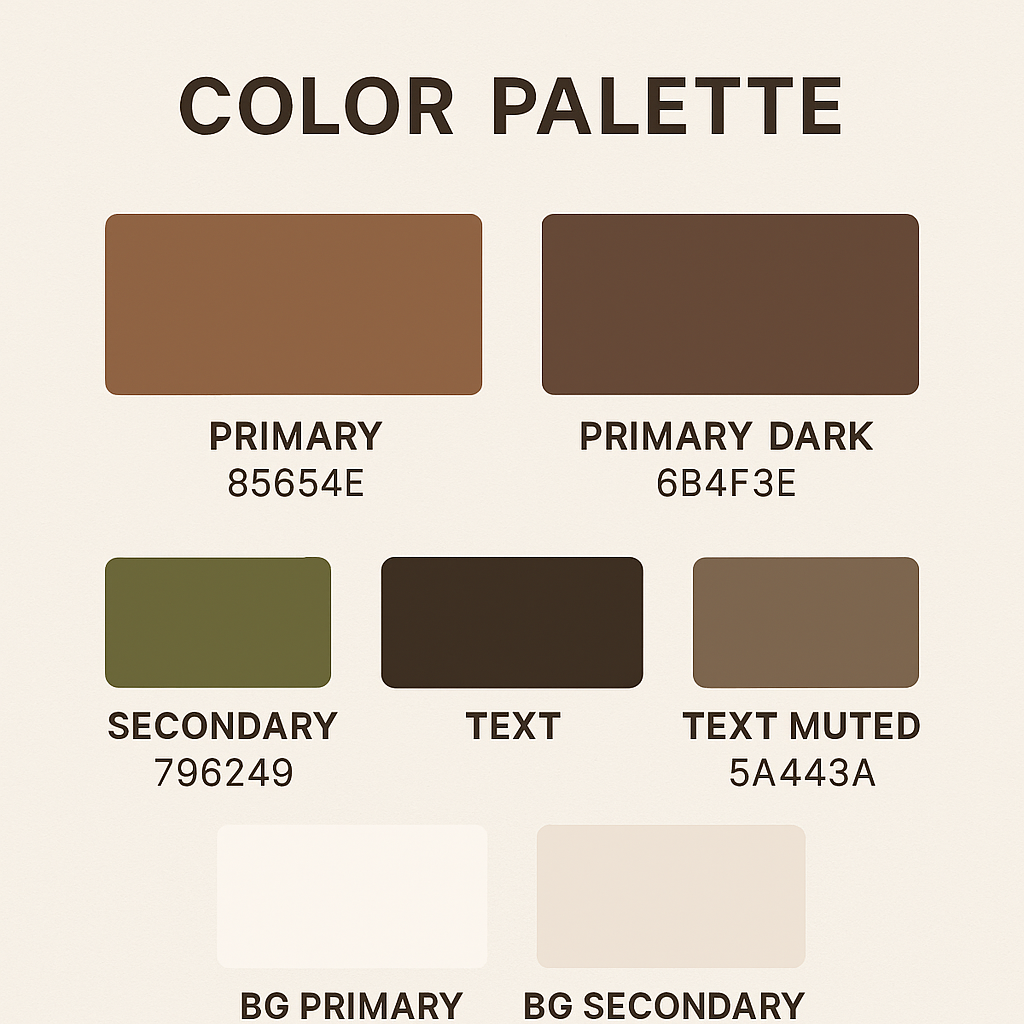 COLOR PALETTE
PRIMARY
85654E
PRIMARY DARK
6B4F3E
SECONDARY
796249
TEXT
TEXT MUTED
5A443A
BG PRIMARY
BG SECONDARY